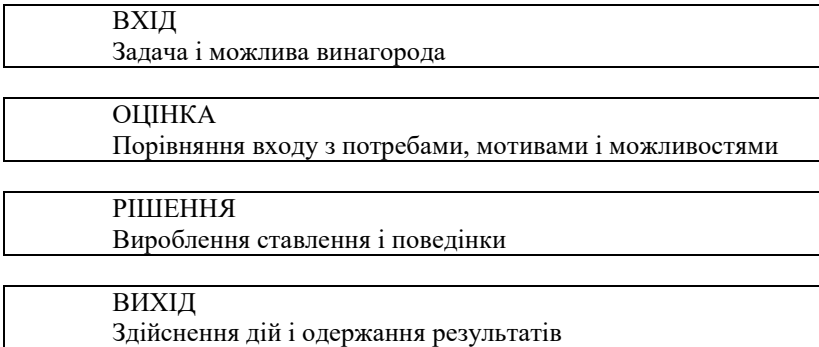 ВХІД
Задача і можлива винагорода
ОЦІНКА
Порівняння входу з потребами, мотивами і можливостями
РІШЕННЯ
Вироблення ставлення і поведінки
ВИХІД
Здійснення дій і одержання результатів